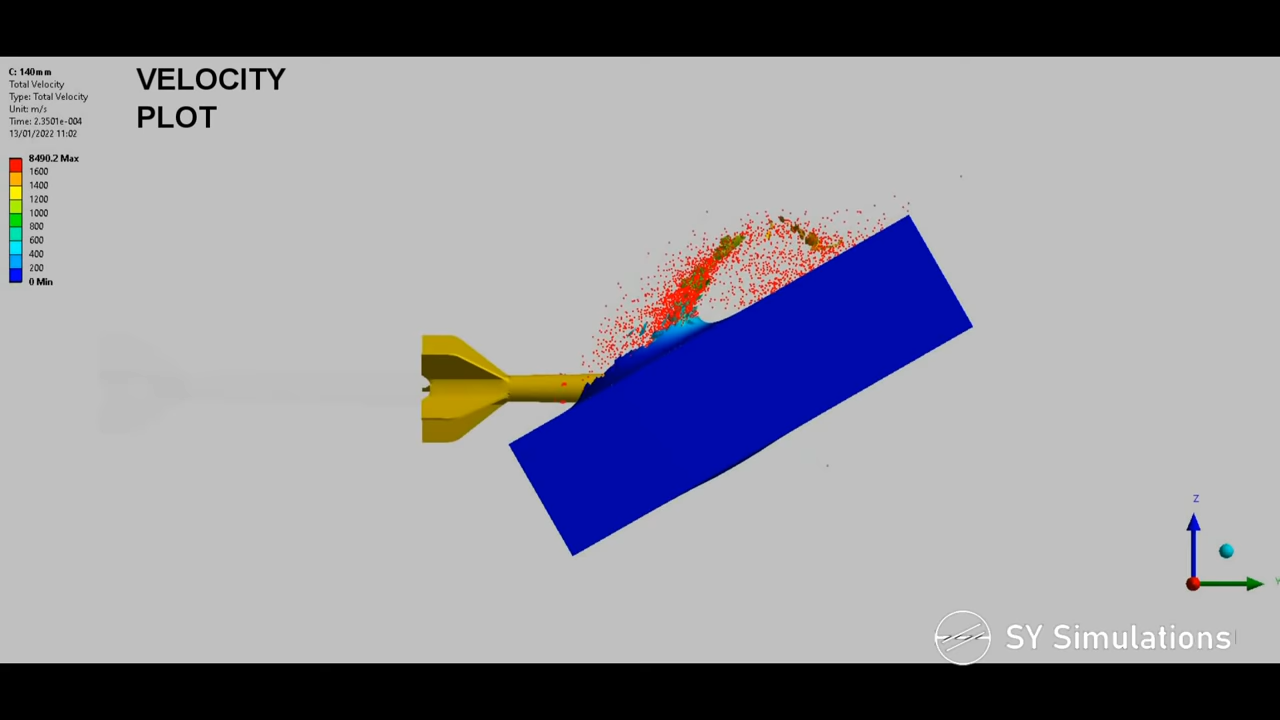 C: 140mm
Total Velocity
Type: Total Velocity
Unit: m/s
Time: 2.3501e-004
13/01/2022 11:02
VELOCITY
PLOT
8490.2 Max
1600
1400
1200
1000
800
600
400
200
0 Min
Z
Y
SY Simulations